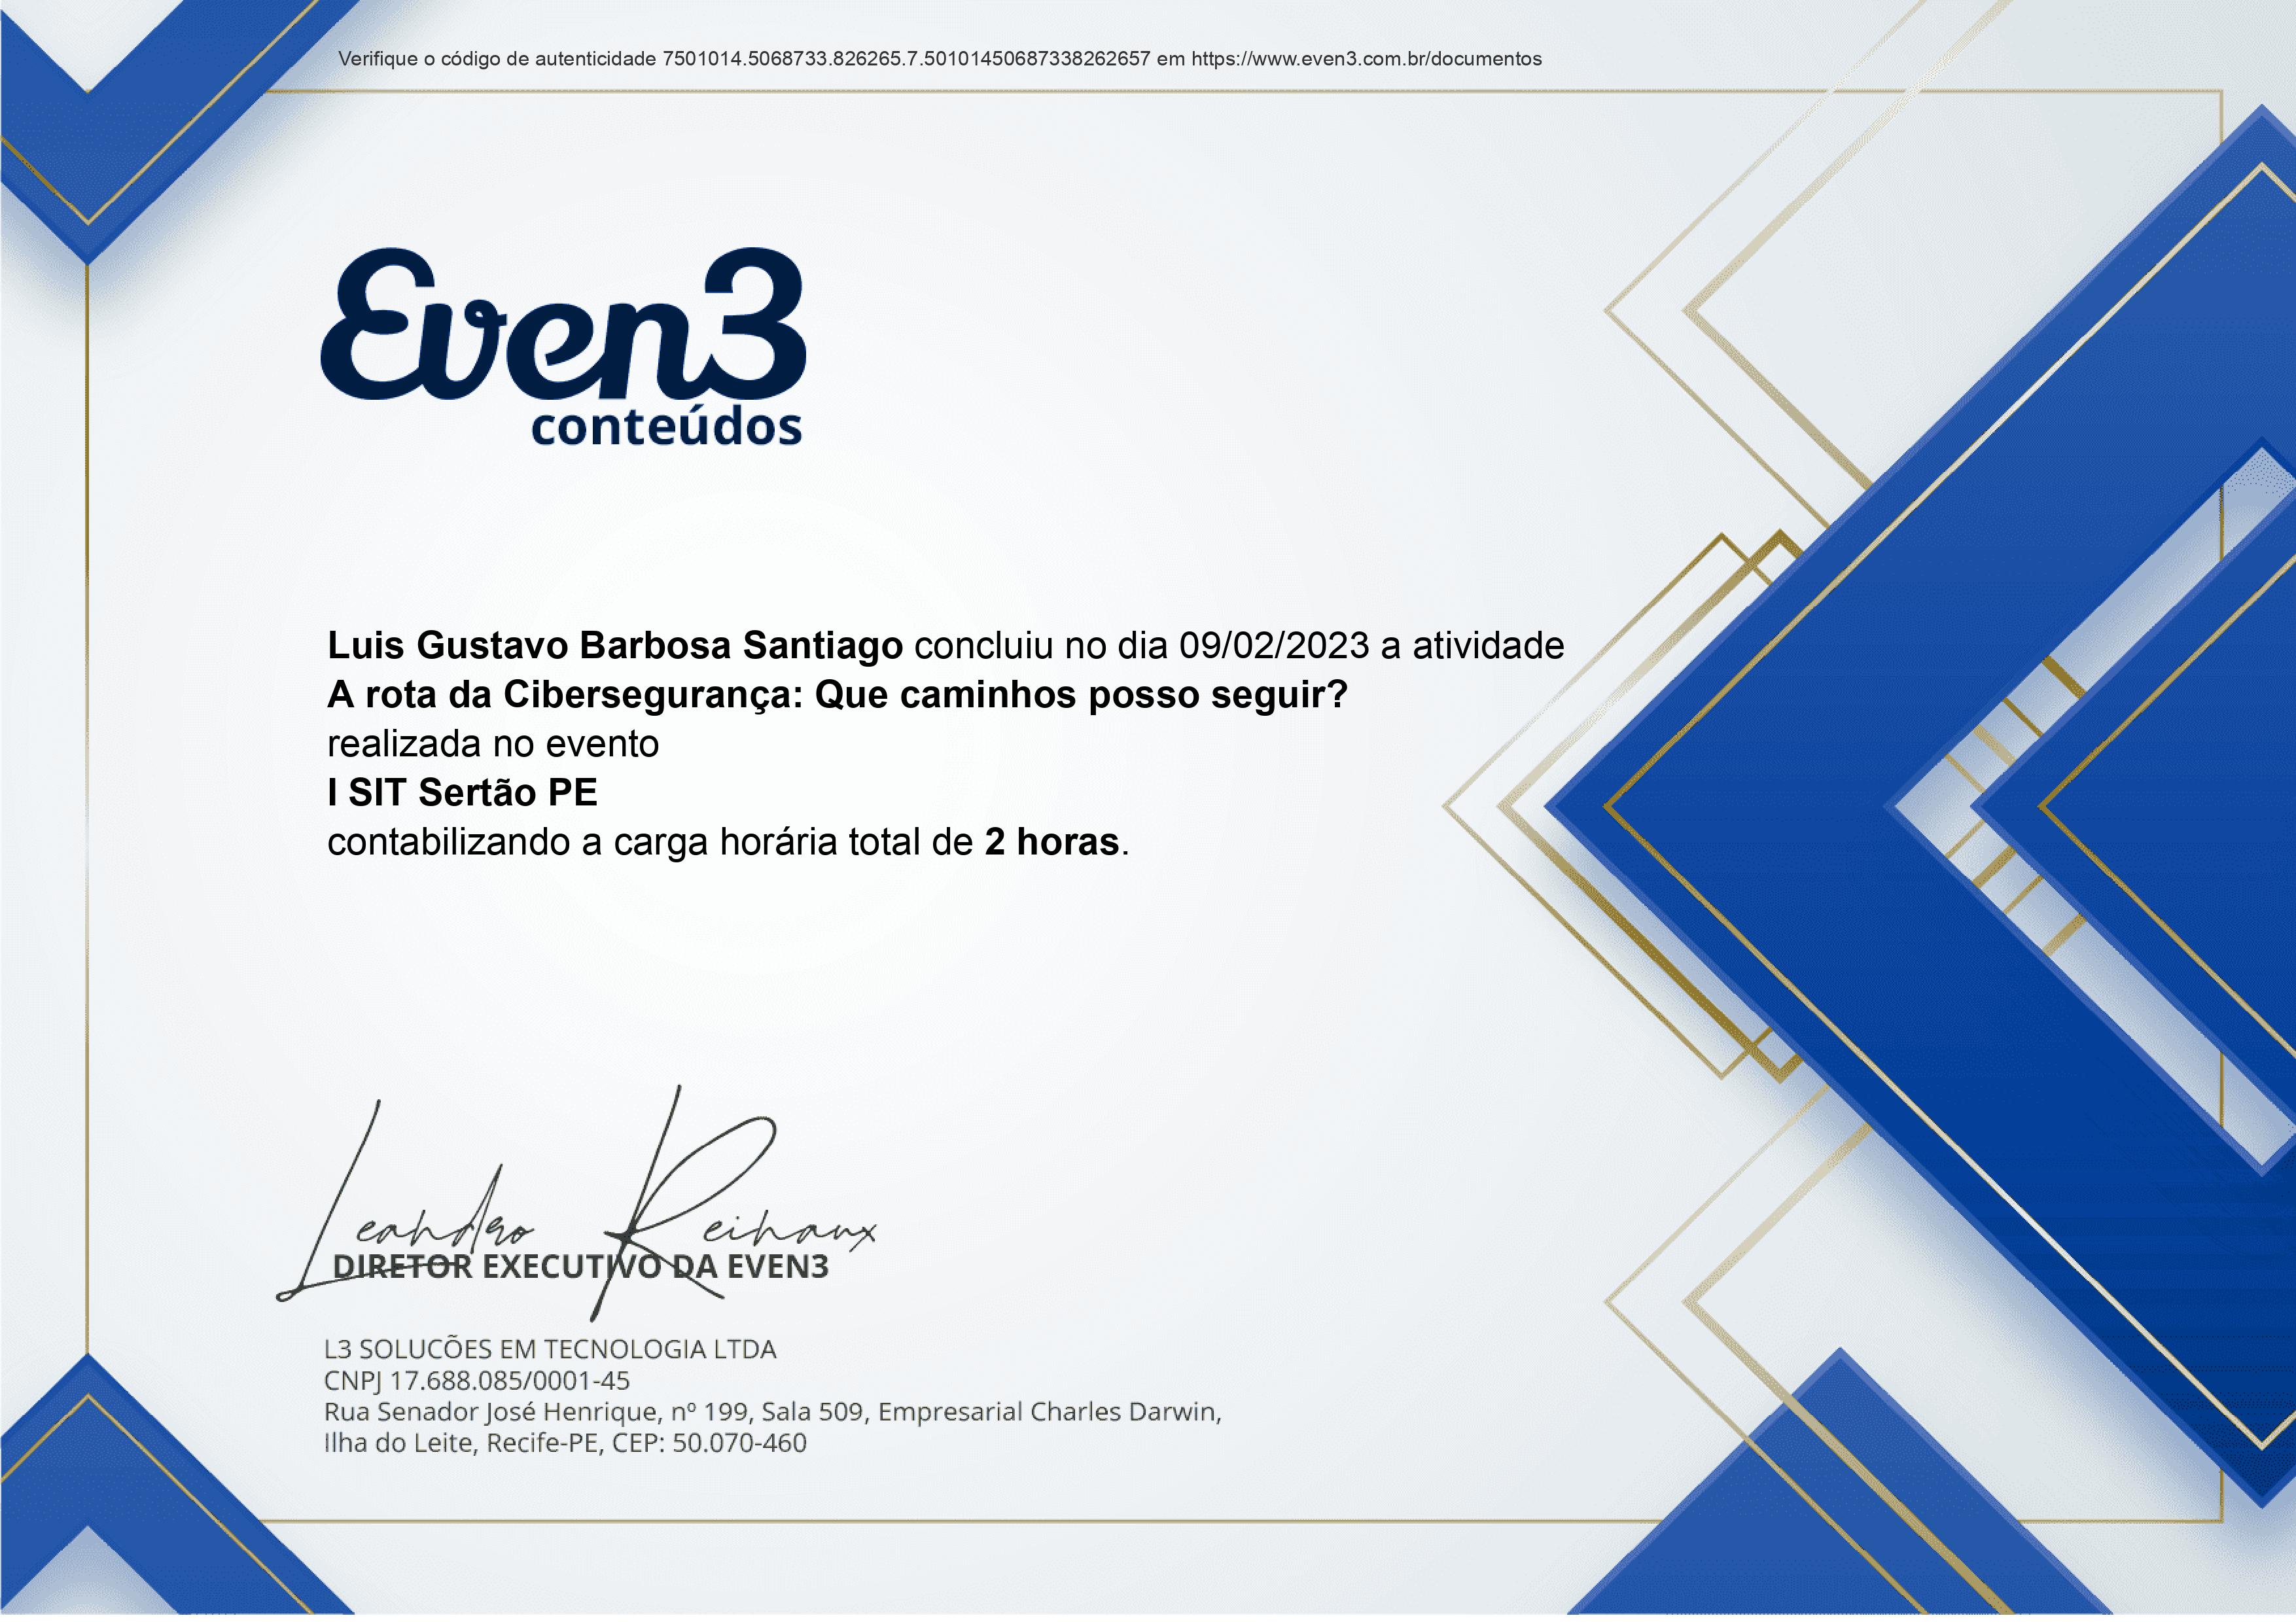 Verifique o código de autenticidade 7501014.5068733.826265.7.50101450687338262657 em https://www.even3.com.br/documentos
Even3
conteúdos
Luis Gustavo Barbosa Santiago concluiu no dia 09/02/2023 a atividade
A rota da Cibersegurança: Que caminhos posso seguir?
realizada no evento
I SIT Sertão PE
contabilizando a carga horária total de 2 horas.
Leandro Reinaux
DIRETOR EXECUTIVO DA EVEN3
L3 SOLUCÕES EM TECNOLOGIA LTDA
CNPJ 17.688.085/0001-45
Rua Senador José Henrique, nº 199, Sala 509, Empresarial Charles Darwin,
Ilha do Leite, Recife-PE, CEP: 50.070-460